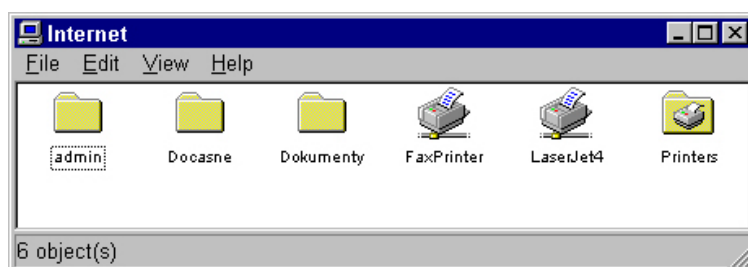 Internet
File Edit View Help
admin Docasne Dokumenty FaxPrinter LaserJet4 Printers
6 object(s)